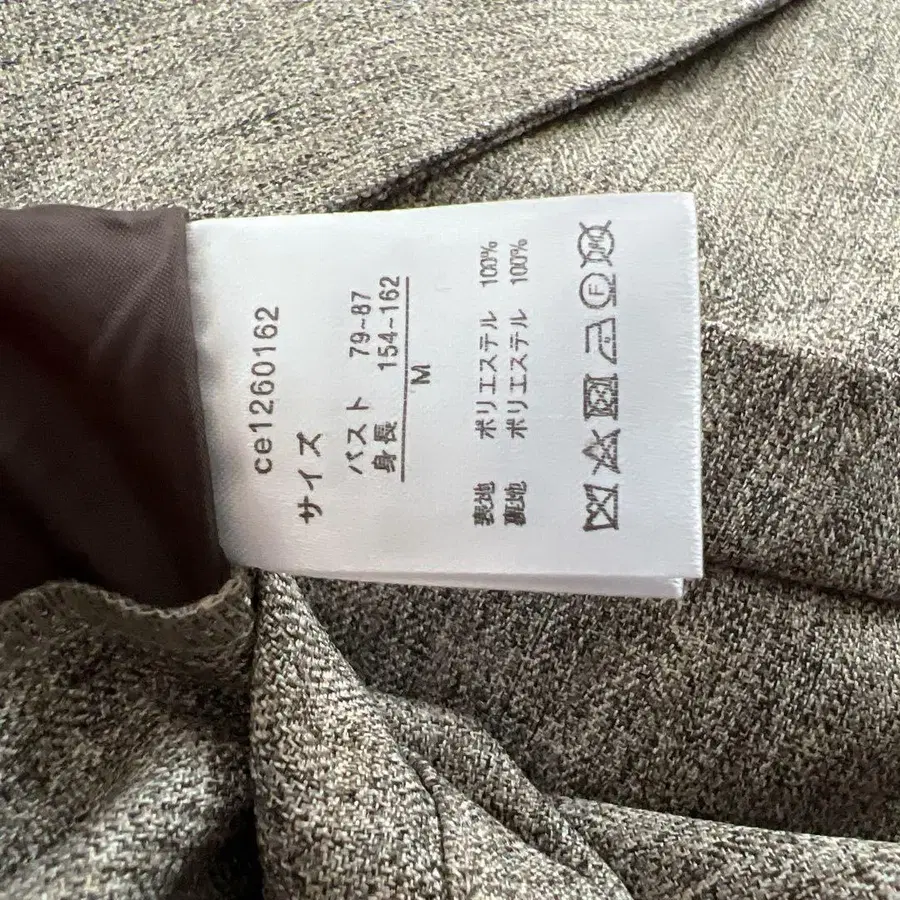 ce1260162
サイズ
バスト 79~87
身長 154~162
M
表地 ポリエステル 100%
裏地 ポリエステル 100%
F